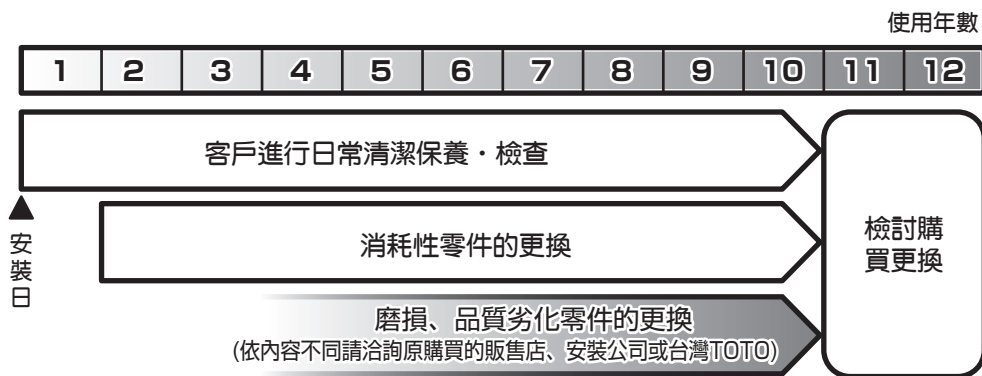 使用年數
1 2 3 4 5 6 7 8 9 10 11 12
客戶進行日常清潔保養・檢查
安裝日
消耗性零件的更換
磨損、品質劣化零件的更換
(依內容不同請洽詢原購買的販售店、安裝公司或台灣TOTO)
檢討購
買更換